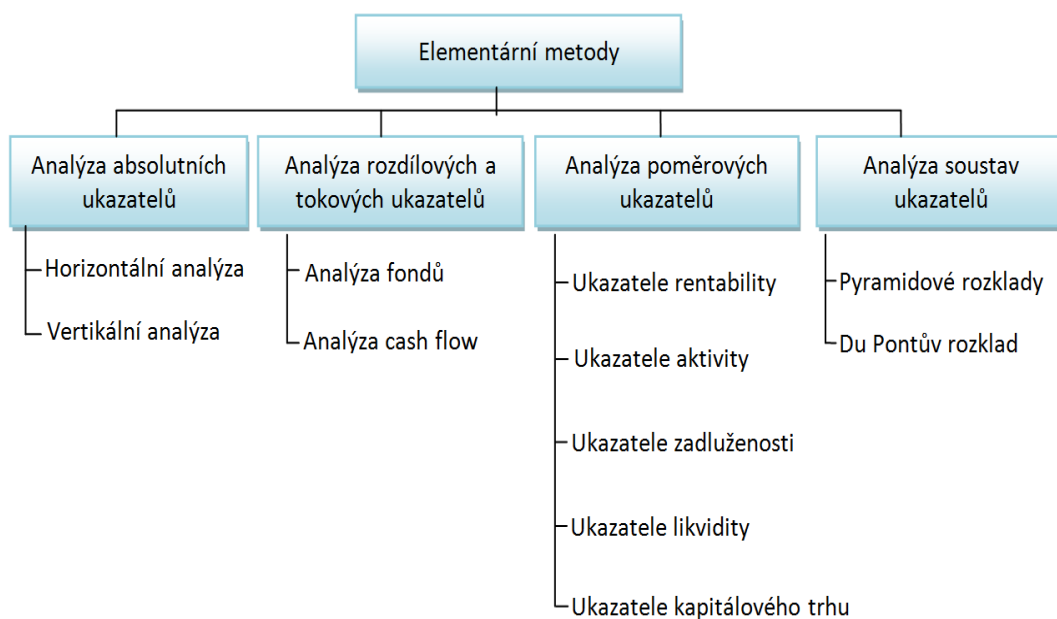 Elementární metody
Analýza absolutních
ukazatelů
Horizontální analýza
Vertikální analýza
Analýza rozdílových a
tokových ukazatelů
Analýza fondů
Analýza cash flow
Analýza poměrových
ukazatelů
Ukazatele rentability
Ukazatele aktivity
Ukazatele zadluženosti
Ukazatele likvidity
Ukazatele kapitálového trhu
Analýza soustav
ukazatelů
Pyramidové rozklady
Du Pontův rozklad